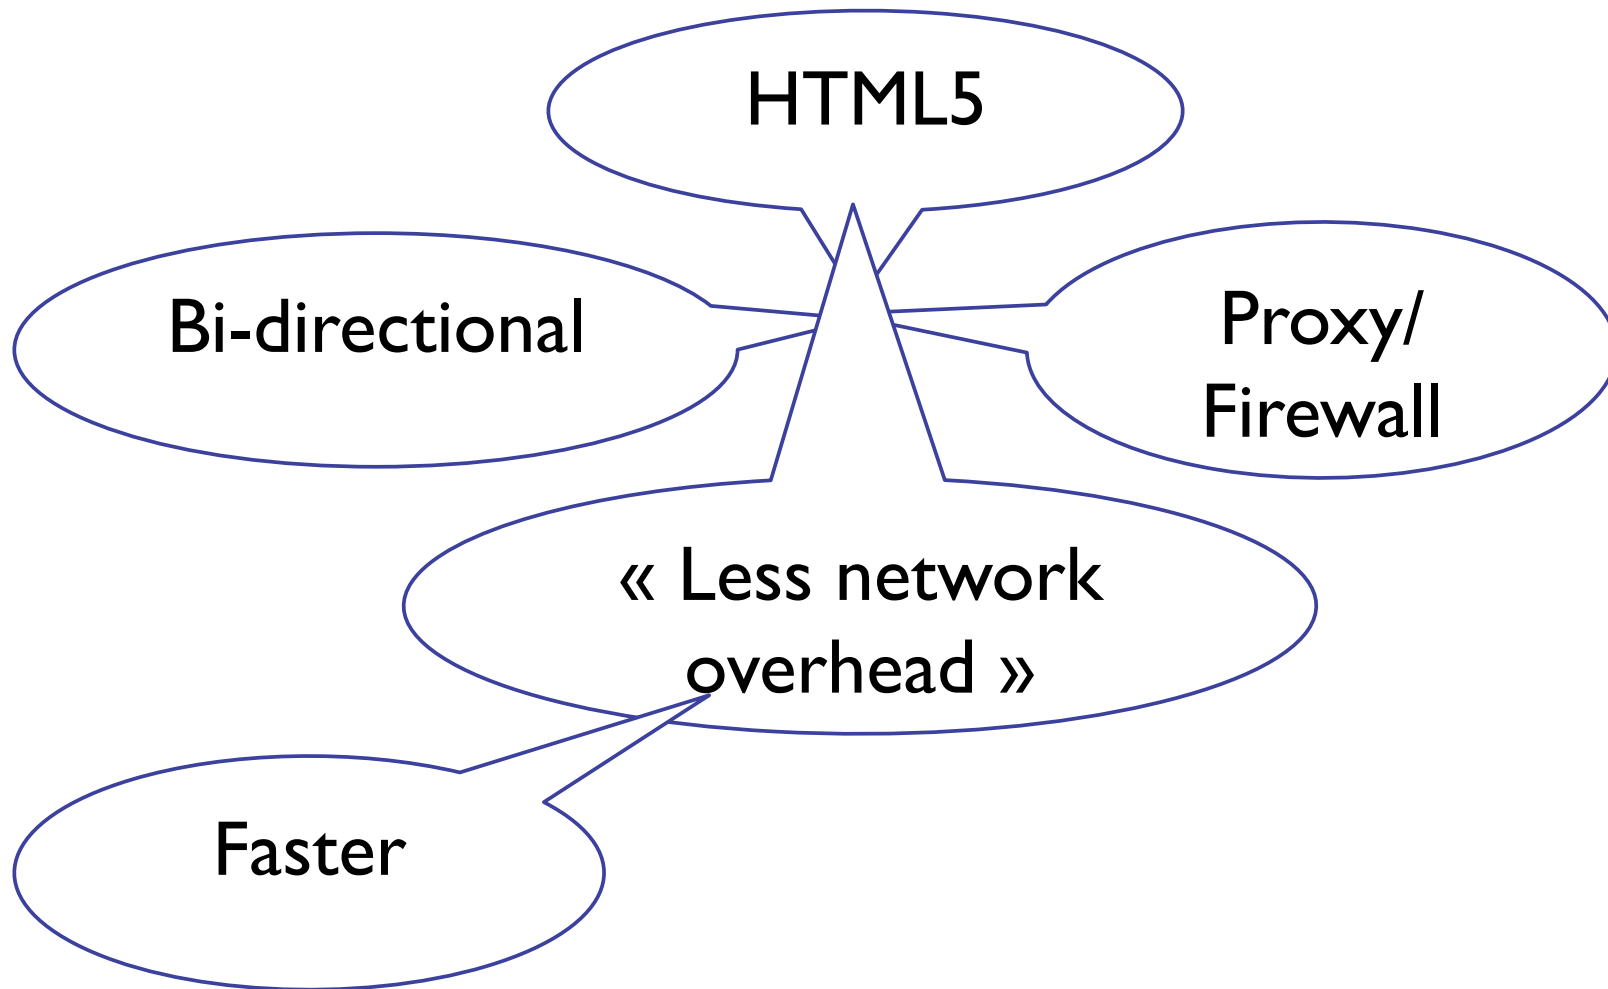 HTML5
Bi-directional
Proxy/
Firewall
« Less network
overhead »
Faster